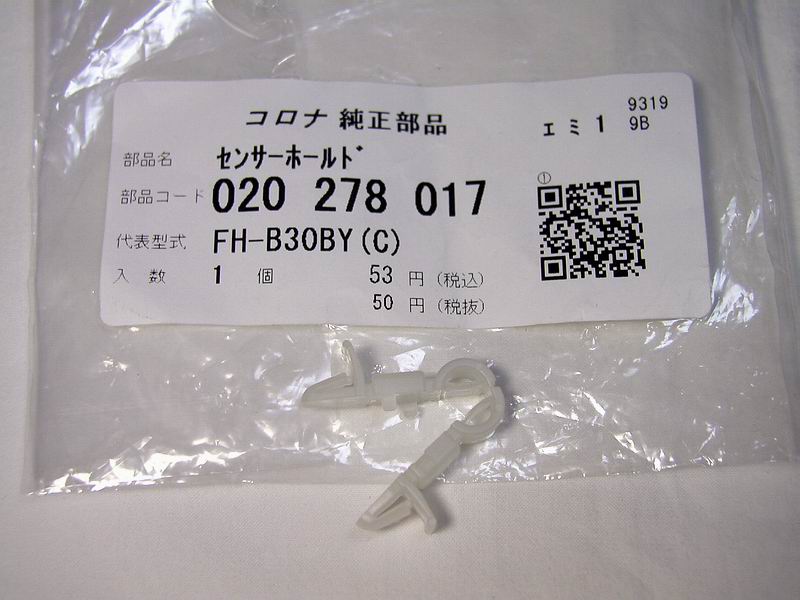 コロナ 純正部品
ェミ1
9319
9B
部品名 センサーホールド
部品コード 020 278 017
①
代表型式 FH-B30BY(C)
入数 1 個 53 円 (税込)
50 円 (税抜)